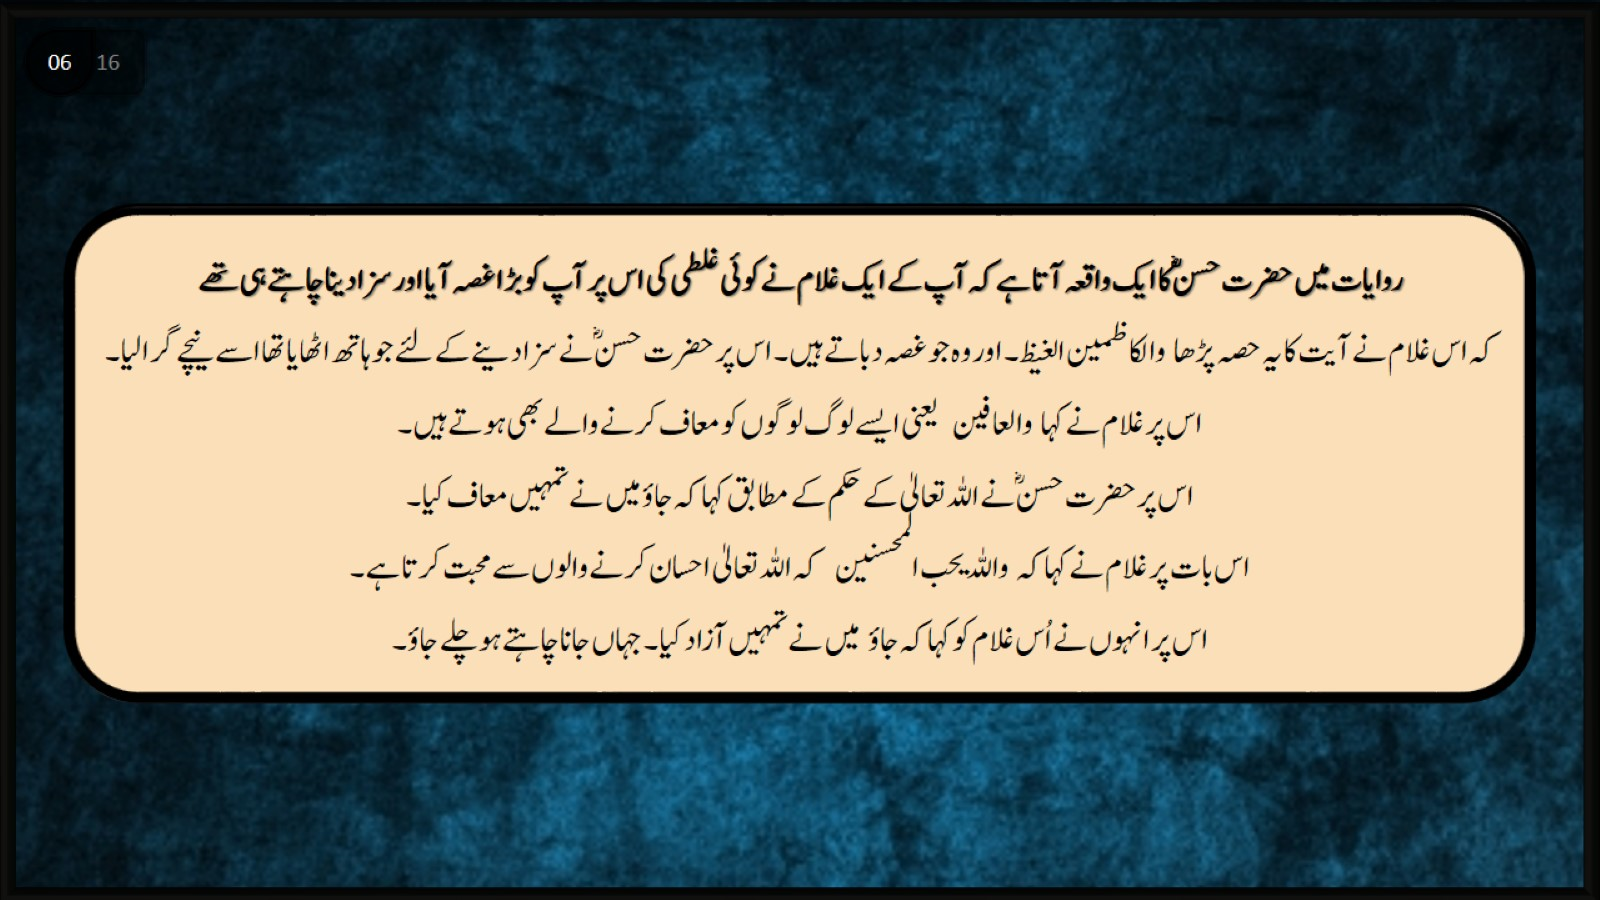 06 16
روایات میں حضرت حسنؓ کا ایک واقعہ آتا ہے کہ آپ کے ایک غلام نے کوئی غلطی کی اس پر آپ کو بڑا غصہ آیا اور سزا دینا چاہتے ہی تھے
کہ اس غلام نے آیت کا یہ حصہ پڑھا والکاظمین الغیظ۔ اور وہ جو غصہ دباتے ہیں۔ اس پر حضرت حسنؓ نے سزا دینے کے لئے جو ہاتھ اٹھایا تھا اسے نیچے گرالیا۔
اس پر غلام نے کہا والعافین یعنی ایسے لوگ لوگوں کو معاف کرنے والے بھی ہوتے ہیں۔
اس پر حضرت حسنؓ نے اللہ تعالیٰ کے حکم کے مطابق کہا کہ جاؤ میں نے تمہیں معاف کیا۔
اس بات پر غلام نے کہا کہ واللہ یحب المحسنین کہ اللہ تعالیٰ احسان کرنے والوں سے محبت کرتا ہے۔
اس پر انہوں نے اُس غلام کو کہا کہ جاؤ میں نے تمہیں آزاد کیا۔ جہاں جانا چاہتے ہو چلے جاؤ۔